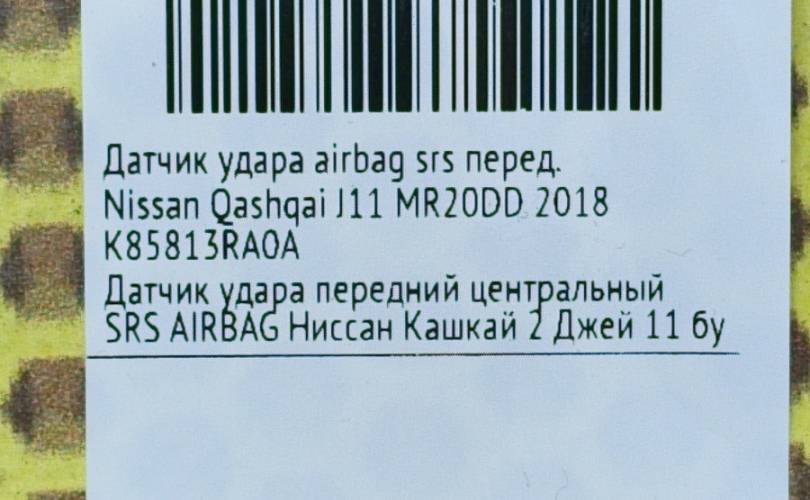 Датчик удара airbag srs перед.
Nissan Qashqai J11 MR20DD 2018
K85813RA0A
Датчик удара передний центральный
SRS AIRBAG Ниссан Кашкай 2 Джей 11 бу